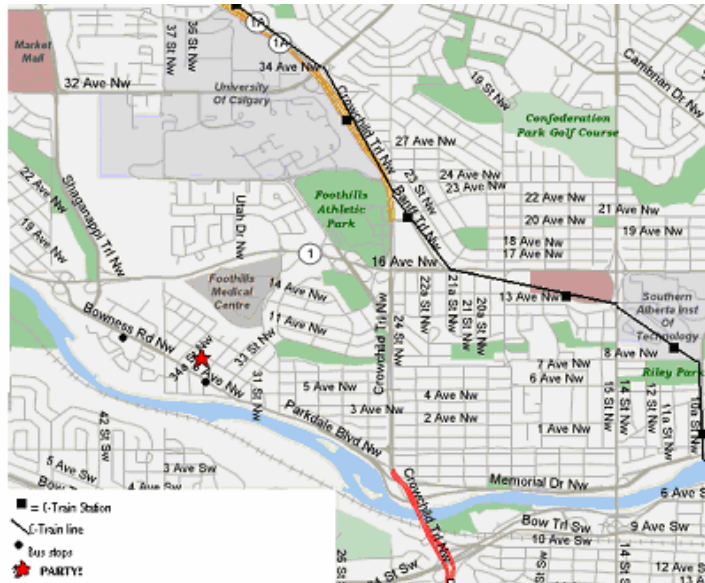 1A
1A
Market
Mall
37 St Nw
36 St Nw
34 Ave Nw
32 Ave Nw
University
Of Calgary
Crowchild Trl Nw
19 St Nw
Cambrian Dr Nw
Confederation
Park Golf Course
27 Ave Nw
24 Ave Nw
23 Ave Nw
23 St Nw
Banff Trl Nw
22 Ave Nw
20 Ave Nw
21 Ave Nw
18 Ave Nw
17 Ave Nw
19 Ave Nw
22 Ave Nw
19 Ave Nw
Shaganappi Trl Nw
Utah Dr Nw
Foothills
Athletic
Park
1
16 Ave Nw
Foothills
Medical
Centre
14 Ave Nw
11 Ave Nw
Bowness Rd Nw
34a St Nw
33 St Nw
31 St Nw
Crowchild Trl Nw
24 St Nw
22a St Nw
21a St Nw
21 St Nw
20a St Nw
13 Ave Nw
Southern
Alberta Inst
Of
Technology
8 Ave Nw
Riley Park
7 Ave Nw
6 Ave Nw
5 Ave Nw
5 Ave Nw
4 Ave Nw
3 Ave Nw
2 Ave Nw
1 Ave Nw
15 St Nw
14 St Nw
12 St Nw
11a St Nw
10a St Nw
Parkdale Blvd Nw
Memorial Dr Nw
42 St Sw
5 Ave Sw
3 Ave Sw
Bow Trl Sw
6 Ave S
9 Ave Sw
10 Ave Sw
Crowchild Trl Nw
12 Ave Sw
13 Ave Sw
14 St
26 St
= C-Train Station
C-Train line
Bus stops
PARTY!